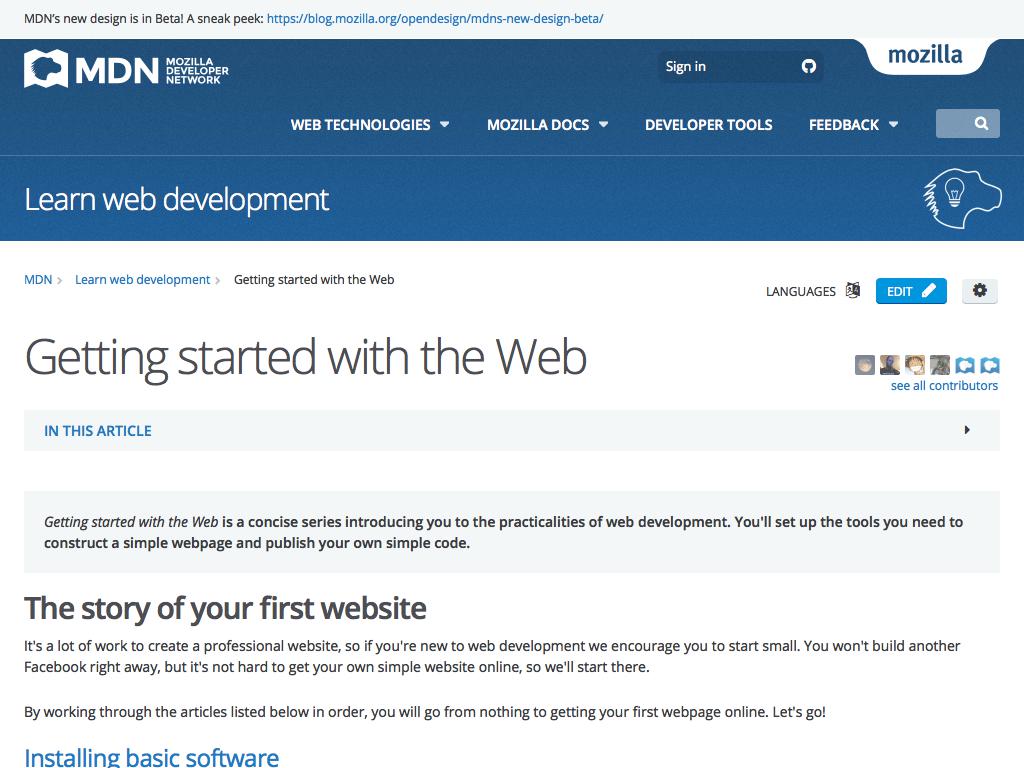 MDN's new design is in Beta! A sneak peek: https://blog.mozilla.org/opendesign/mdns-new-design-beta/
MDN MOZILLA DEVELOPER NETWORK
Sign in
mozilla
WEB TECHNOLOGIES
MOZILLA DOCS
DEVELOPER TOOLS
FEEDBACK
Learn web development
MDN
Learn web development
Getting started with the Web
LANGUAGES
EDIT
Getting started with the Web
see all contributors
IN THIS ARTICLE
Getting started with the Web is a concise series introducing you to the practicalities of web development. You'll set up the tools you need to
construct a simple webpage and publish your own simple code.
The story of your first website
It's a lot of work to create a professional website, so if you're new to web development we encourage you to start small. You won't build another
Facebook right away, but it's not hard to get your own simple website online, so we'll start there.
By working through the articles listed below in order, you will go from nothing to getting your first webpage online. Let's go!
Installing basic software